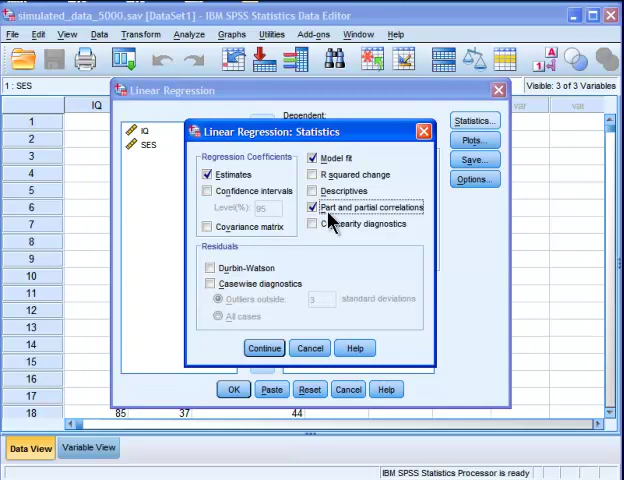 simulated_data_5000.sav [DataSet1] - IBM SPSS Statistics Data Editor
File Edit View Data Transform Analyze Graphs Utilities Add-ons Window Help
1 : SES
Visible: 3 of 3 Variables
IQ
var
var
1
2
3
4
5
6
7
8
9
10
11
12
13
14
15
16
17
18 85 37 44
Linear Regression
Dependent:
IQ
SES
Statistics...
Plots...
Save...
Options...
OK Paste Reset Cancel Help
Linear Regression: Statistics
Regression Coefficients
Estimates
Confidence intervals
Level(%): 95
Covariance matrix
Model fit
R squared change
Descriptives
Part and partial correlations
diagnostics
Residuals
Durbin-Watson
Casewise diagnostics
Outliers outside: 3 standard deviations
All cases
Continue Cancel Help
Data View Variable View
IBM SPSS Statistics Processor is ready